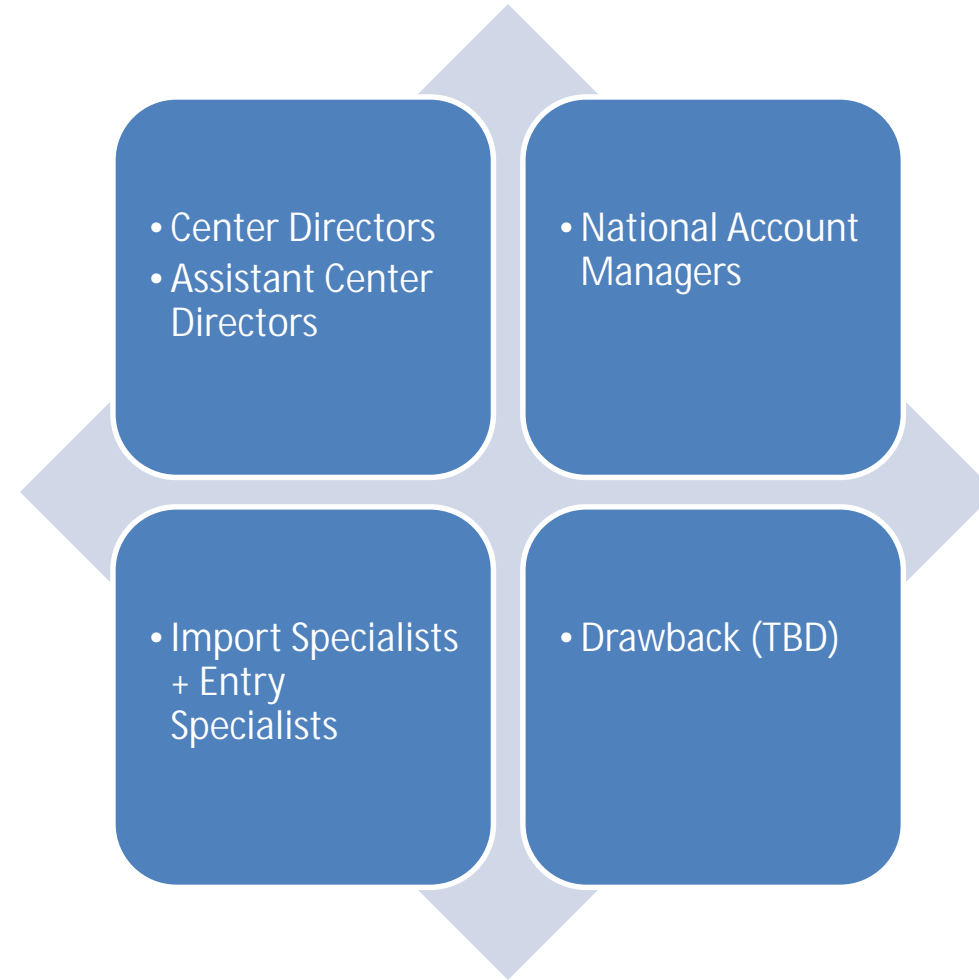 • Center Directors
• Assistant Center
Directors
• National Account
Managers
• Import Specialists
+ Entry
Specialists
• Drawback (TBD)